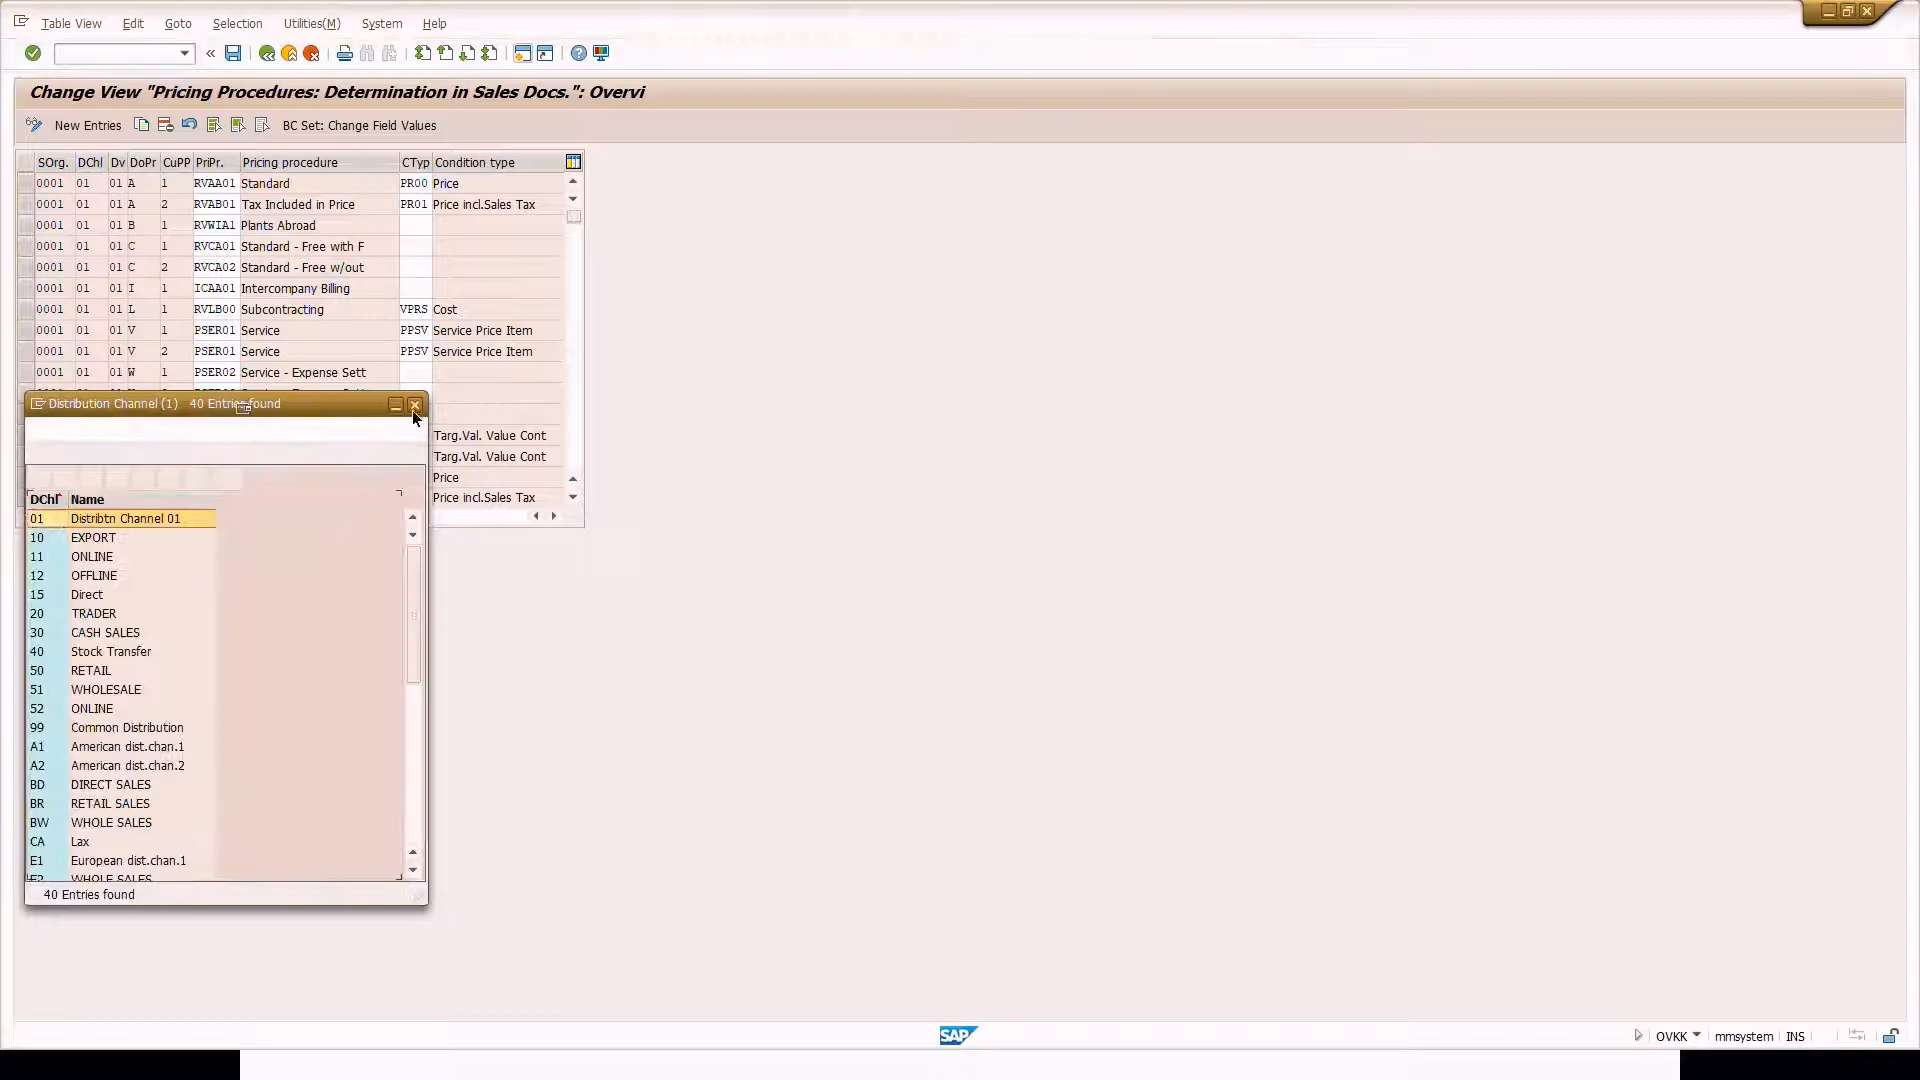 Table View Edit Goto Selection Utilities(M) System Help
Change View "Pricing Procedures: Determination in Sales Docs.": Overvi
New Entries BC Set: Change Field Values
SOrg. DChl Dv DoPr CuPP PriPr. Pricing procedure CTyp Condition type
0001 01 01 A 1 RVAA01 Standard PR00 Price
0001 01 01 A 2 RVAB01 Tax Included in Price PR01 Price incl.Sales Tax
0001 01 01 B 1 RVWIA1 Plants Abroad
0001 01 01 C 1 RVCA01 Standard - Free with F
0001 01 01 C 2 RVCA02 Standard - Free w/out
0001 01 01 I 1 ICAA01 Intercompany Billing
0001 01 01 L 1 RVLB00 Subcontracting VPRS Cost
0001 01 01 V 1 PSER01 Service PPSV Service Price Item
0001 01 01 V 2 PSER01 Service PPSV Service Price Item
0001 01 01 W 1 PSER02 Service - Expense Sett
Targ.Val. Value Cont
Targ.Val. Value Cont
Price
Price incl.Sales Tax
Distribution Channel (1) 40 Entries found
DChl Name
01 Distribtn Channel 01
10 EXPORT
11 ONLINE
12 OFFLINE
15 Direct
20 TRADER
30 CASH SALES
40 Stock Transfer
50 RETAIL
51 WHOLESALE
52 ONLINE
99 Common Distribution
A1 American dist.chan.1
A2 American dist.chan.2
BD DIRECT SALES
BR RETAIL SALES
BW WHOLE SALES
CA Lax
E1 European dist.chan.1
WHOLE SALES
40 Entries found
SAP
OVKK mmsystem INS